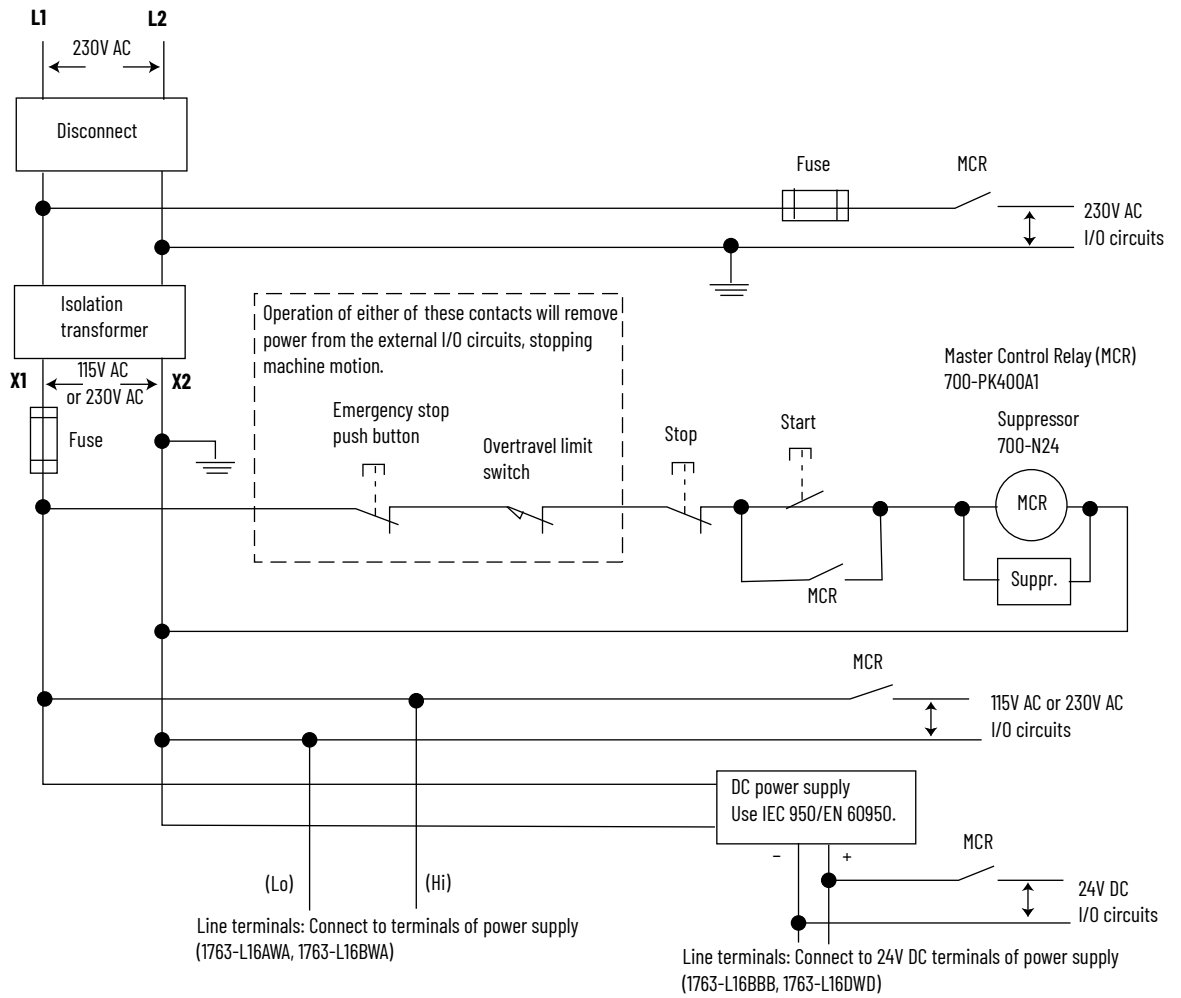 L1
L2
230V AC
Disconnect
Fuse
MCR
230V AC
I/O circuits
Isolation
transformer
Operation of either of these contacts will remove
power from the external I/O circuits, stopping
machine motion.
X1
115V AC
or 230V AC
X2
Fuse
Emergency stop
push button
Overtravel limit
switch
Stop
Start
Master Control Relay (MCR)
700-PK400A1
Suppressor
700-N24
MCR
MCR
Suppr.
MCR
115V AC or 230V AC
I/O circuits
DC power supply
Use IEC 950/EN 60950.
–
+
MCR
24V DC
I/O circuits
(Lo)
(Hi)
Line terminals: Connect to terminals of power supply
(1763-L16AWA, 1763-L16BWA)
Line terminals: Connect to 24V DC terminals of power supply
(1763-L16BBB, 1763-L16DWD)